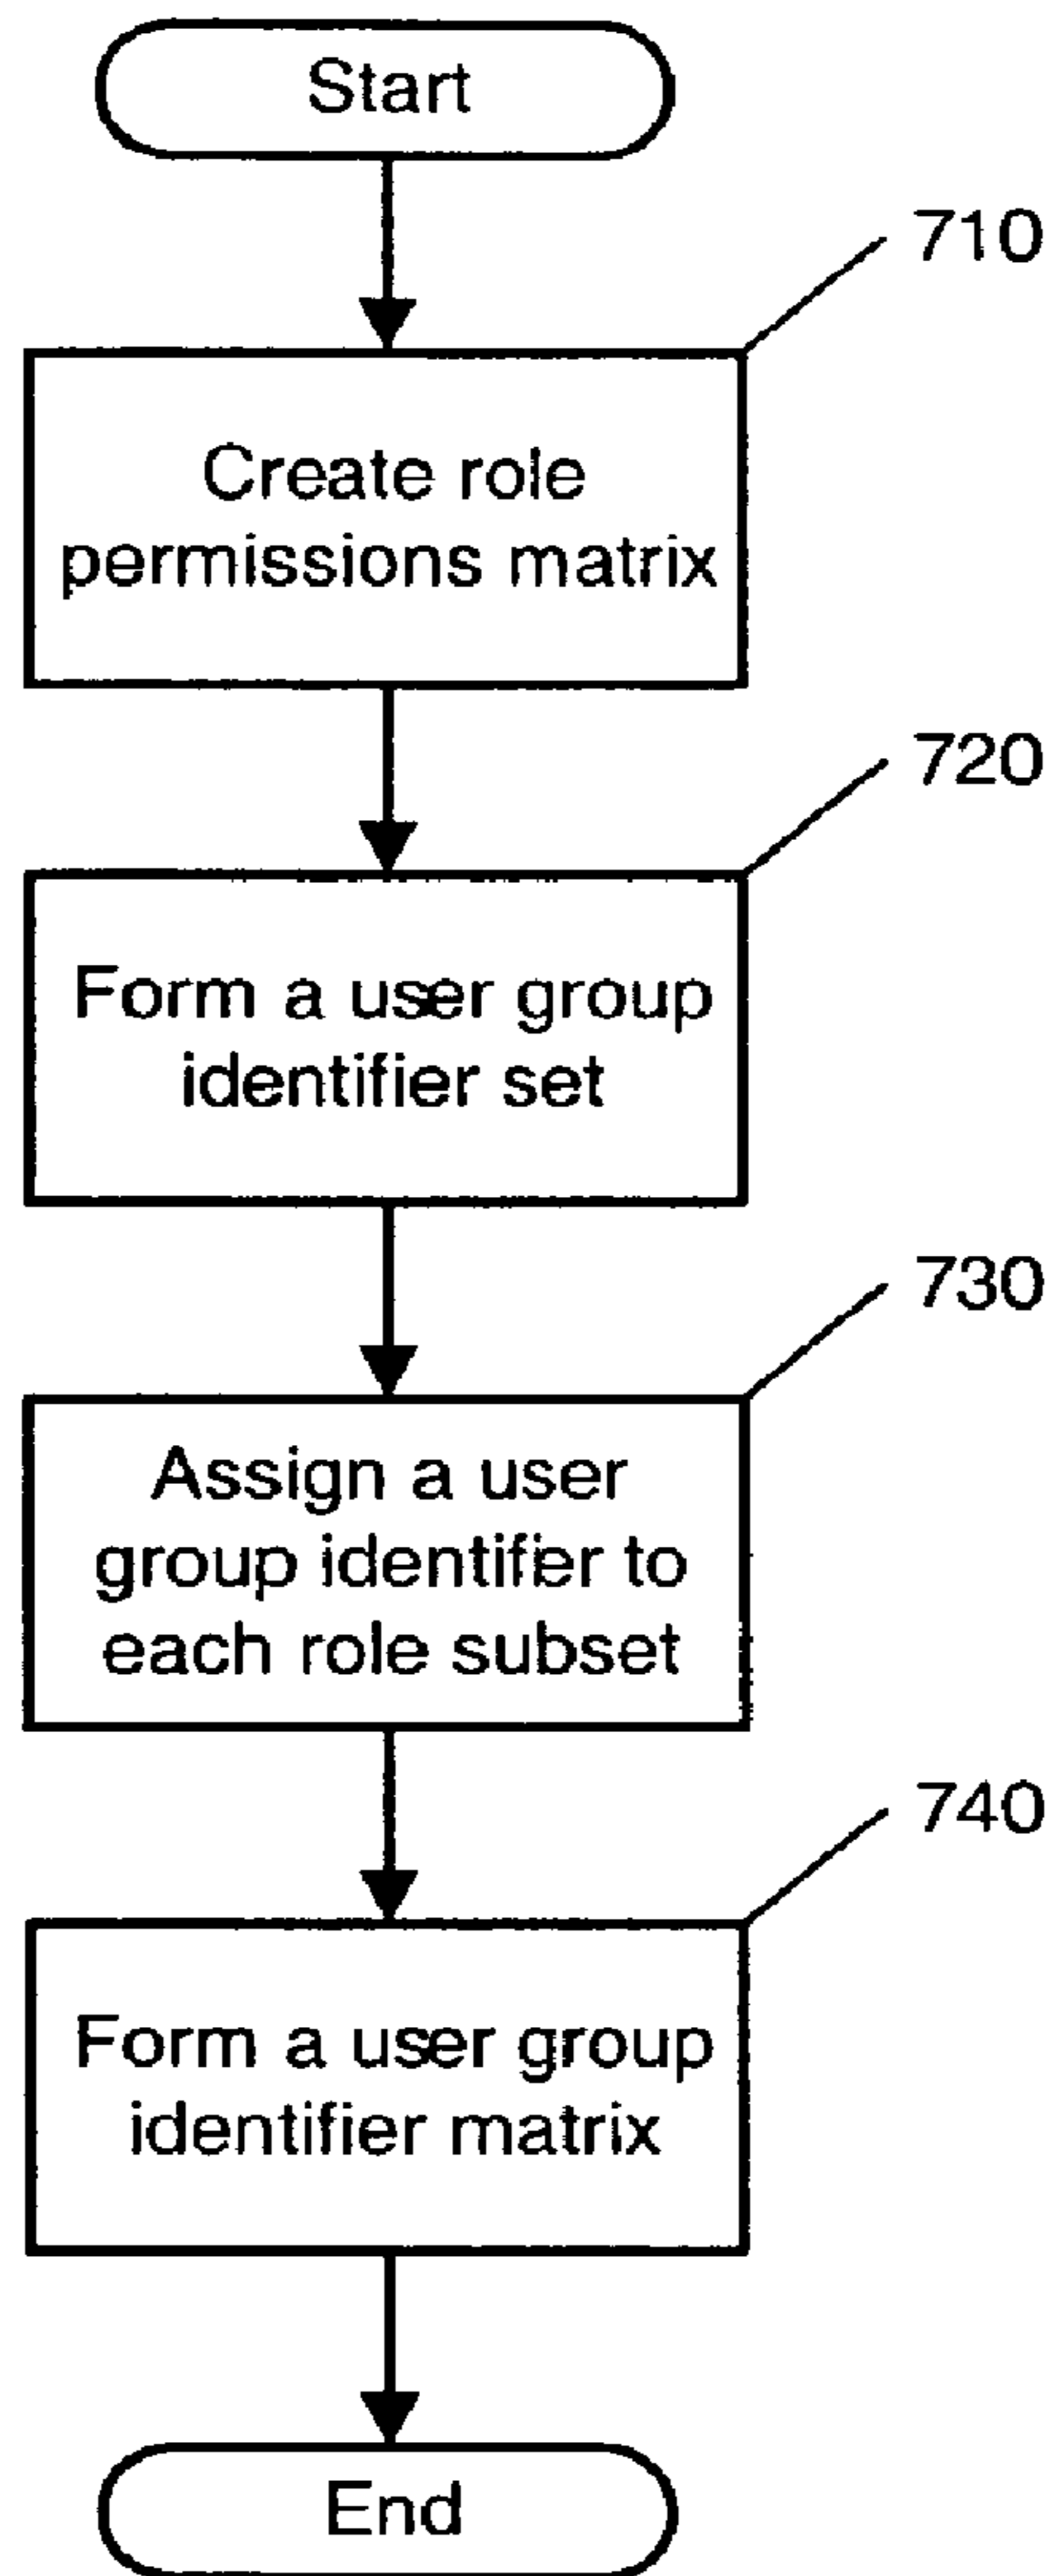 Start
710
Create role
permissions matrix
720
Form a user group
identifier set
730
Assign a user
group identifier to
each role subset
740
Form a user group
identifier matrix
End